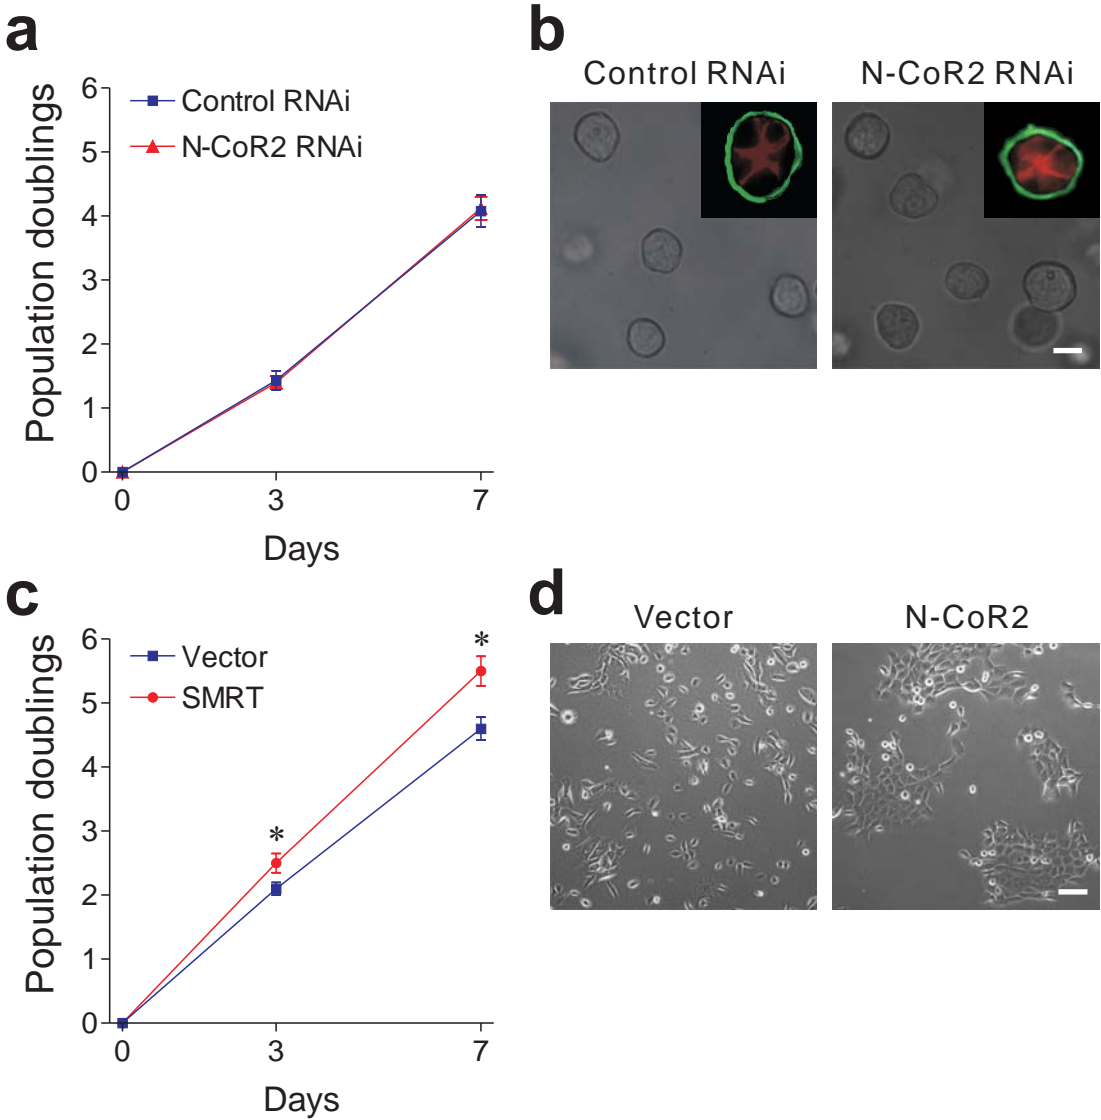 a
Control RNAi
N-CoR2 RNAi
Population doublings
6
5
4
3
2
1
0
0 3 7
Days
b
Control RNAi N-CoR2 RNAi
c
Vector
SMRT
Population doublings
6
5
4
3
2
1
0
* *
0 3 7
Days
d
Vector N-CoR2